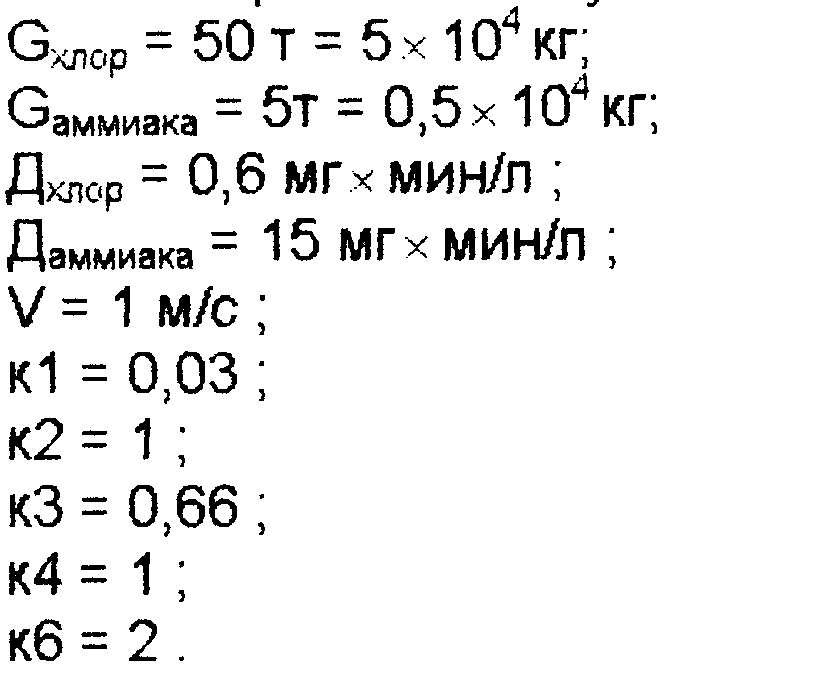 Gхлор = 50 т = 5 × 10⁴ кг;
Gаммиака = 5т = 0,5 × 10⁴ кг;
Дхлор = 0,6 мг × мин/л ;
Даммиака = 15 мг × мин/л ;
V = 1 м/с ;
к1 = 0,03 ;
к2 = 1 ;
к3 = 0,66 ;
к4 = 1 ;
к6 = 2 .